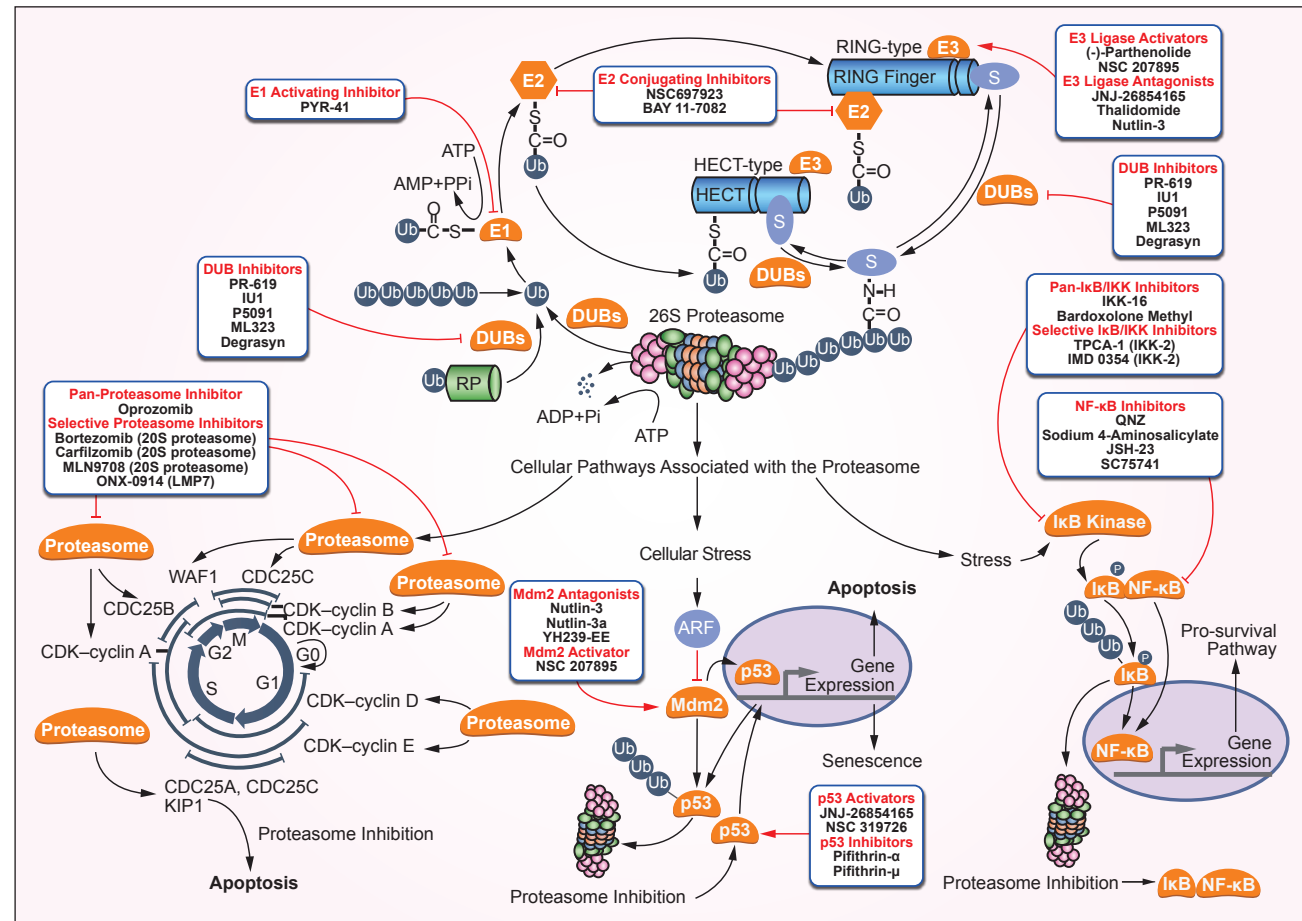 RING-type E3
RING Finger
S
E2
S
C=O
Ub
E3 Ligase Activators
(-)-Parthenolide
NSC 207895
E3 Ligase Antagonists
JNJ-26854165
Thalidomide
Nutlin-3
E2
S
C=O
Ub
E2 Conjugating Inhibitors
NSC697923
BAY 11-7082
E1 Activating Inhibitor
PYR-41
ATP
AMP+PPi
O
Ub-C-S-E1
HECT-type E3
HECT
S
S
C=O
Ub
DUBs
S
N-H
C=O
UbUbUb
UbUbUbUb
DUBs
DUB Inhibitors
PR-619
IU1
P5091
ML323
Degrasyn
DUB Inhibitors
PR-619
IU1
P5091
ML323
Degrasyn
UbUbUbUbUb
Ub
DUBs
DUBs
Ub RP
26S Proteasome
ADP+Pi
ATP
Cellular Pathways Associated with the Proteasome
Pan-IκB/IKK Inhibitors
IKK-16
Bardoxolone Methyl
Selective IκB/IKK Inhibitors
TPCA-1 (IKK-2)
IMD 0354 (IKK-2)
NF-κB Inhibitors
QNZ
Sodium 4-Aminosalicylate
JSH-23
SC75741
Pan-Proteasome Inhibitor
Oprozomib
Selective Proteasome Inhibitors
Bortezomib (20S proteasome)
Carfilzomib (20S proteasome)
MLN9708 (20S proteasome)
ONX-0914 (LMP7)
Proteasome
Proteasome
Proteasome
WAF1
CDC25C
CDC25B
CDK–cyclin B
CDK–cyclin A
CDK–cyclin A
G0
M
G2
G1
S
CDK–cyclin D
CDK–cyclin E
Proteasome
Proteasome
CDC25A, CDC25C
KIP1
Proteasome Inhibition
Apoptosis
Cellular Stress
ARF
Mdm2 Antagonists
Nutlin-3
Nutlin-3a
YH239-EE
Mdm2 Activator
NSC 207895
Mdm2
Apoptosis
p53
Gene
Expression
Senescence
Ub
Ub
Ub
p53
p53
p53 Activators
JNJ-26854165
NSC 319726
p53 Inhibitors
Pifithrin-α
Pifithrin-μ
Proteasome Inhibition
Stress
IκB Kinase
P
IκB NF-κB
Ub
Ub
Ub
P
IκB
Pro-survival
Pathway
NF-κB
Gene
Expression
Proteasome Inhibition
IκB NF-κB